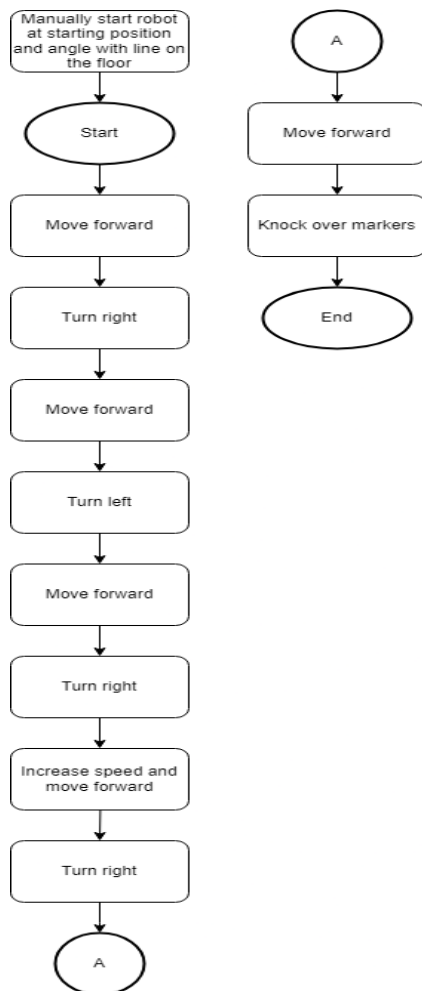 Manually start robot
at starting position
and angle with line on
the floor
Start
Move forward
Turn right
Move forward
Turn left
Move forward
Turn right
Increase speed and
move forward
Turn right
A
A
Move forward
Knock over markers
End